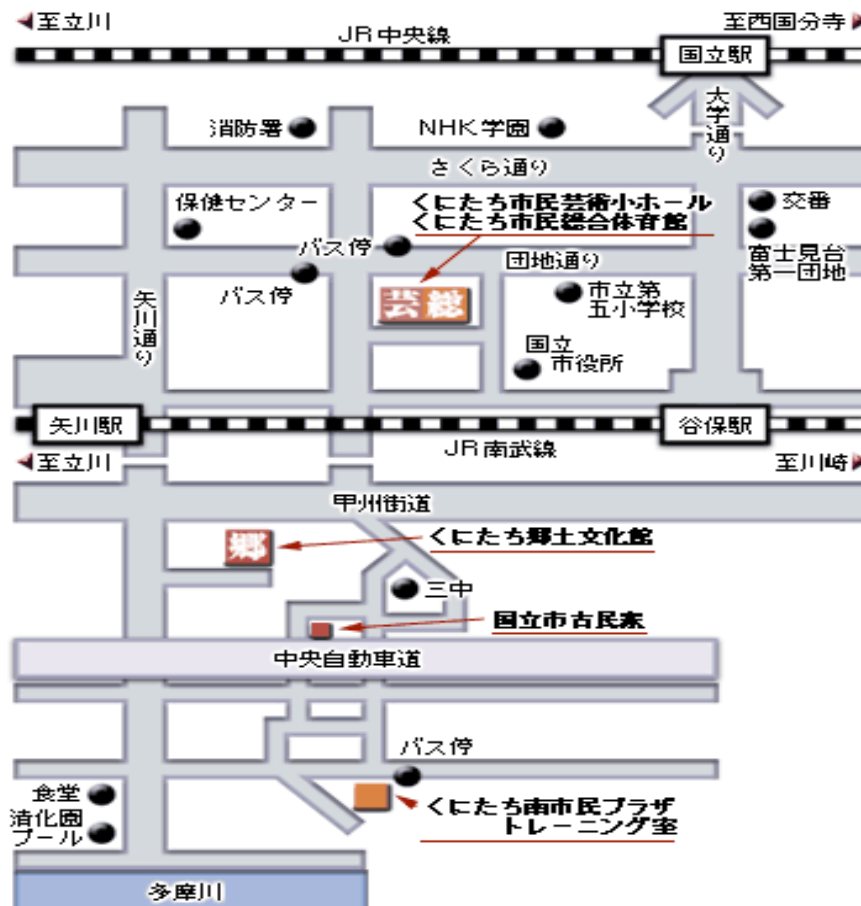 至立川
至西国分寺
JR中央線
国立駅
大学通り
消防署
NHK学園
さくら通り
保健センター
くにたち市民芸術小ホール
くにたち市民総合体育館
交番
バス停
団地通り
富士見台
第一団地
バス停
芸総
市立第
五小学校
矢川通り
国立
市役所
矢川駅
谷保駅
JR南武線
至立川
至川崎
甲州街道
郷
くにたち郷土文化館
三中
国立市古民家
中央自動車道
バス停
食堂
くにたち南市民プラザ
トレーニング室
清化園
プール
多摩川